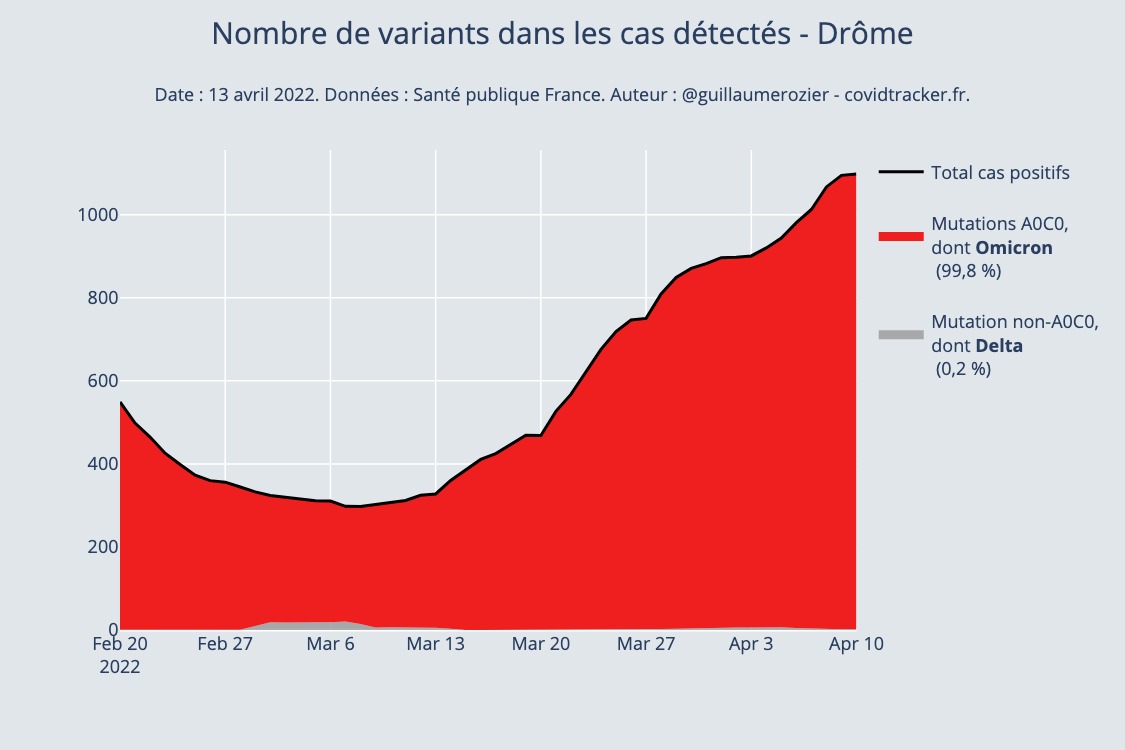 Nombre de variants dans les cas détectés - Drôme
Date : 13 avril 2022. Données : Santé publique France. Auteur : @guillaumerozier - covidtracker.fr.
Total cas positifs
Mutations A0C0,
dont Omicron
(99,8 %)
Mutation non-A0C0,
dont Delta
(0,2 %)
1000
800
600
400
200
0
Feb 20 Feb 27 Mar 6 Mar 13 Mar 20 Mar 27 Apr 3 Apr 10
2022